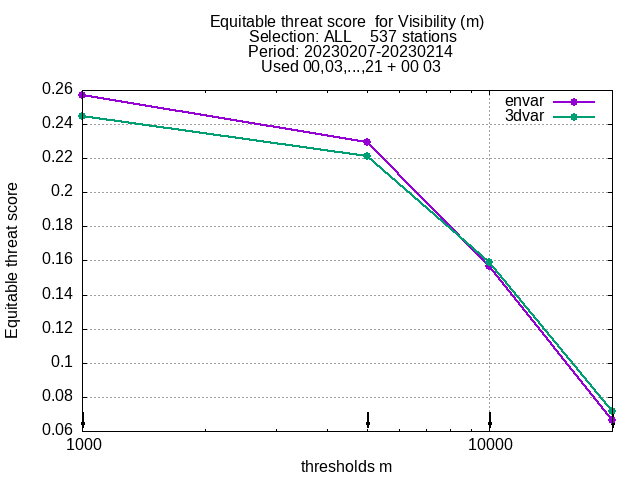 Equitable threat score  for Visibility (m)
Selection: ALL    537 stations
Period: 20230207-20230214
Used 00,03,...,21 + 00 03
envar
3dvar
0.26
0.24
0.22
0.2
0.18
0.16
0.14
0.12
0.1
0.08
0.06
Equitable threat score
1000
10000
thresholds m